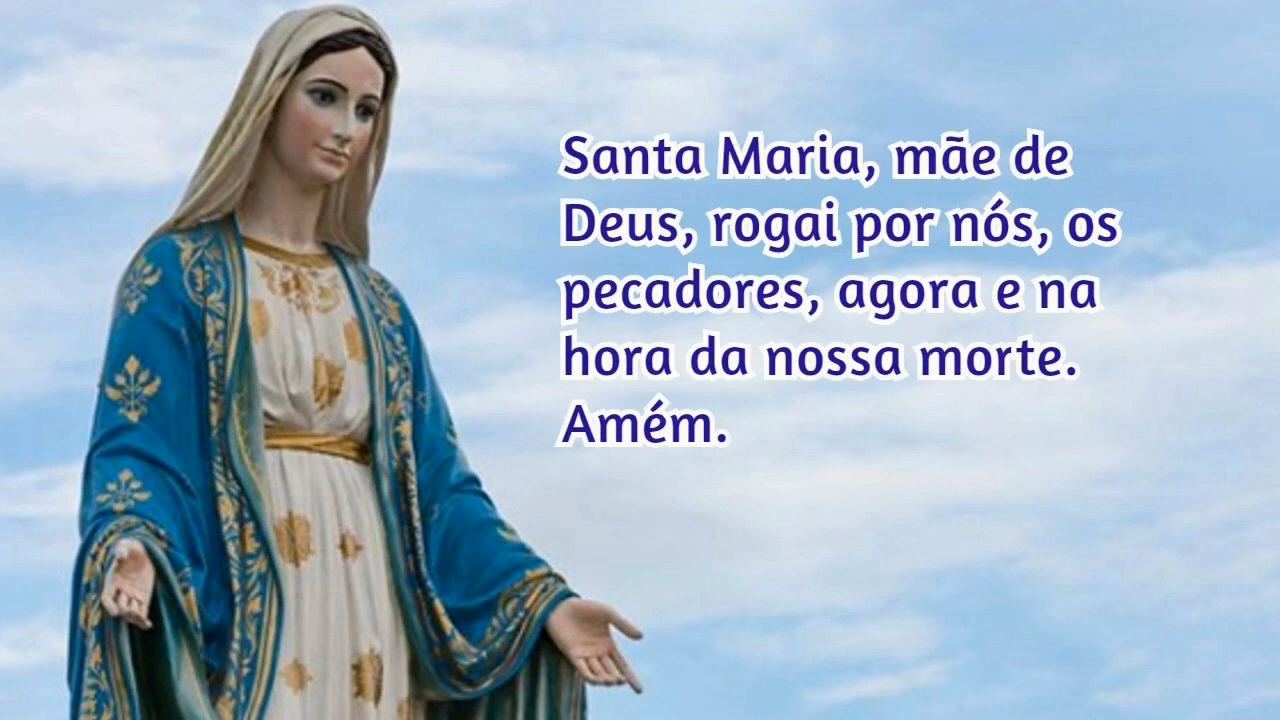 Santa Maria, mãe de
Deus, rogai por nós, os
pecadores, agora e na
hora da nossa morte.
Amém.